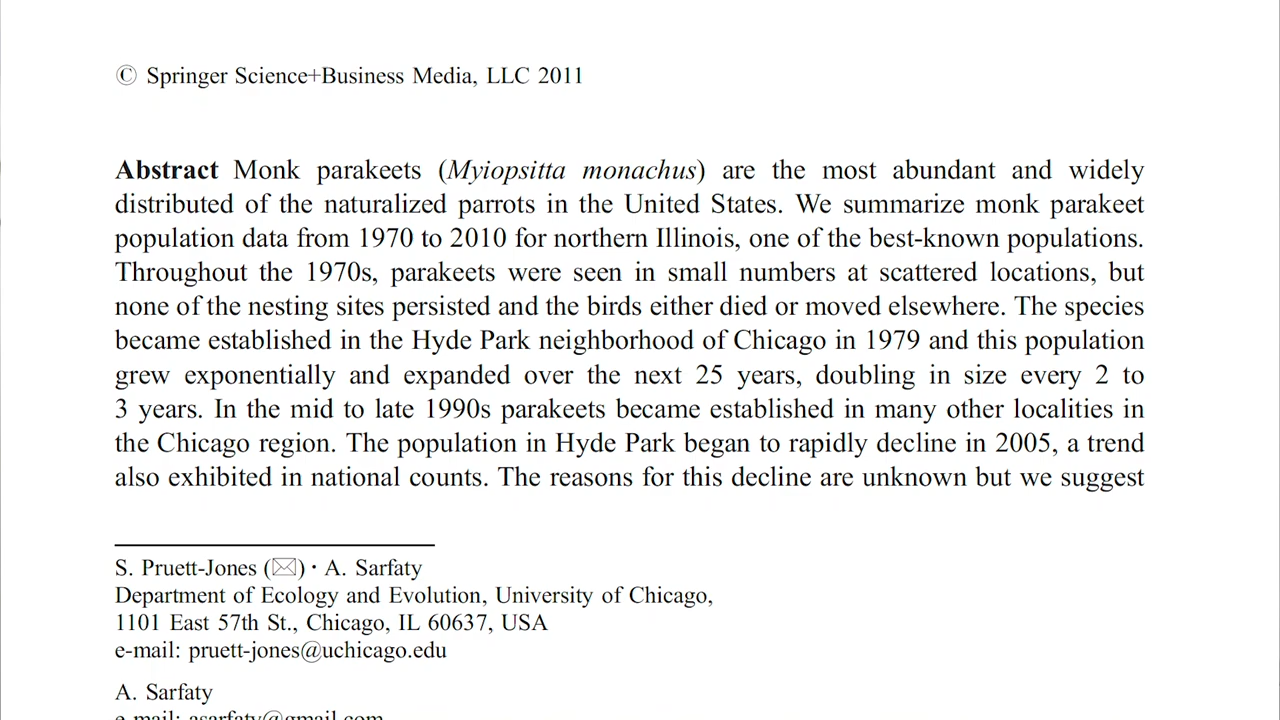 © Springer Science+Business Media, LLC 2011
Abstract Monk parakeets (Myiopsitta monachus) are the most abundant and widely
distributed of the naturalized parrots in the United States. We summarize monk parakeet
population data from 1970 to 2010 for northern Illinois, one of the best-known populations.
Throughout the 1970s, parakeets were seen in small numbers at scattered locations, but
none of the nesting sites persisted and the birds either died or moved elsewhere. The species
became established in the Hyde Park neighborhood of Chicago in 1979 and this population
grew exponentially and expanded over the next 25 years, doubling in size every 2 to
3 years. In the mid to late 1990s parakeets became established in many other localities in
the Chicago region. The population in Hyde Park began to rapidly decline in 2005, a trend
also exhibited in national counts. The reasons for this decline are unknown but we suggest
S. Pruett-Jones (✉) · A. Sarfaty
Department of Ecology and Evolution, University of Chicago,
1101 East 57th St., Chicago, IL 60637, USA
e-mail: pruett-jones@uchicago.edu
A. Sarfaty
e-mail: asarfaty@gmail.com